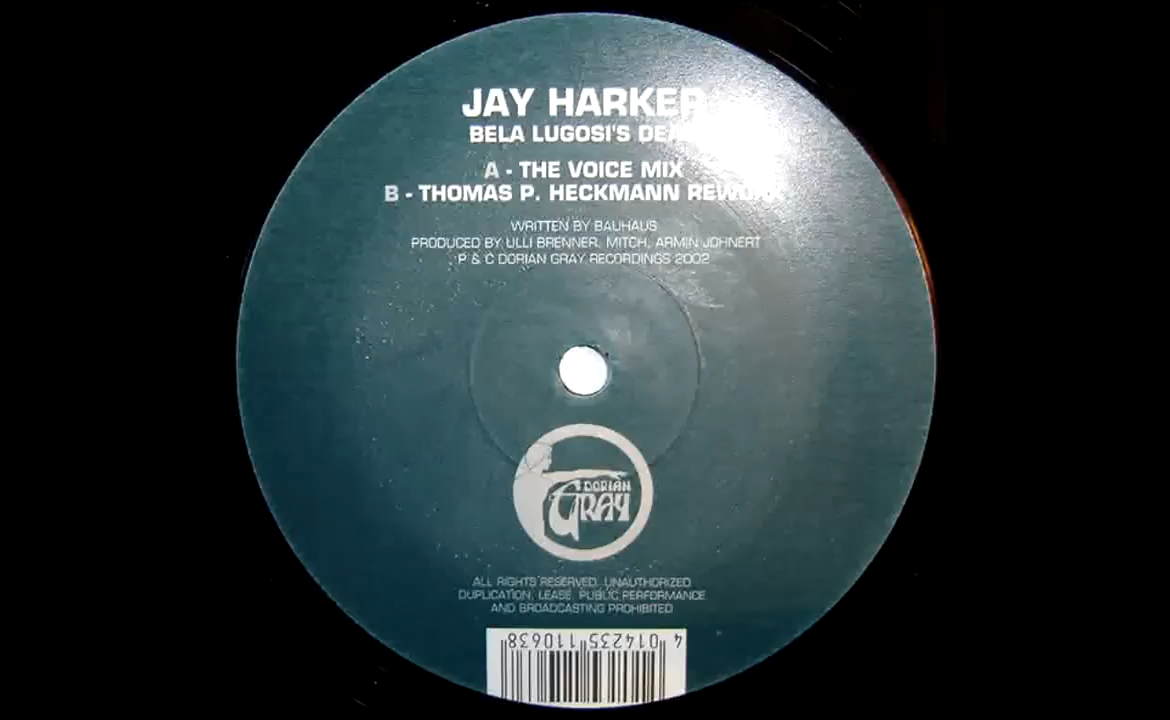 JAY HARKER
BELA LUGOSI'S DEAD
A - THE VOICE MIX
B - THOMAS P. HECKMANN REWORK
WRITTEN BY BAUHAUS
PRODUCED BY ULLI BRENNER, MITCH, ARMIN JOHNERT
P & C DORIAN GRAY RECORDINGS 2002
DORIAN
GRAY
ALL RIGHTS RESERVED. UNAUTHORIZED
DUPLICATION, LEASE, PUBLIC PERFORMANCE
AND BROADCASTING PROHIBITED
4 014235 110638